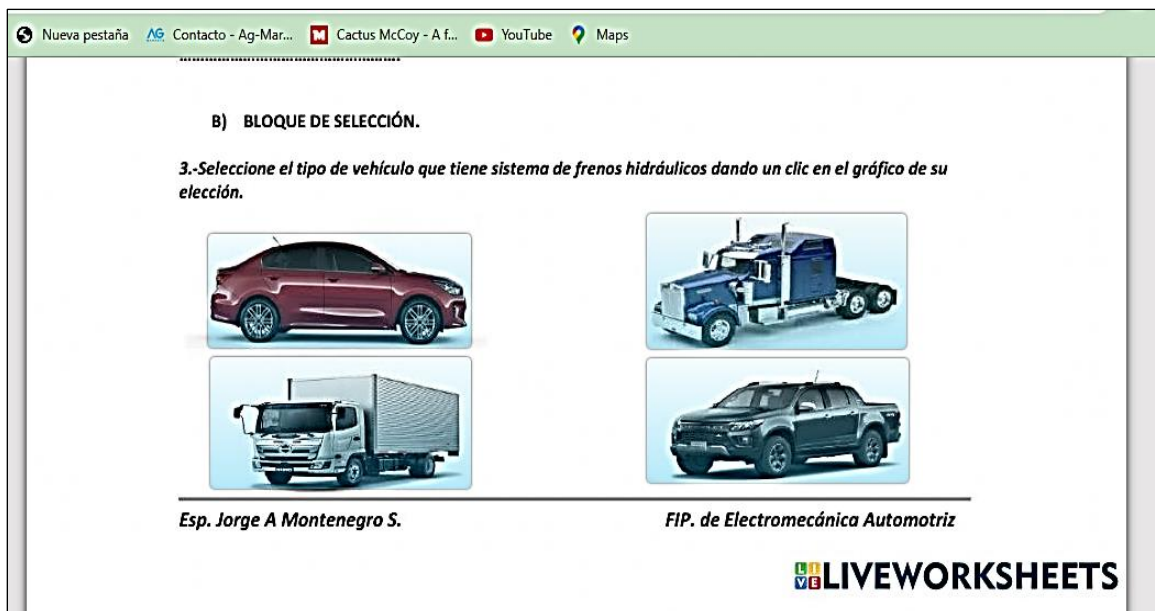 Nueva pestaña AG Contacto - Ag-Mar... Cactus McCoy - A f... YouTube Maps
B) BLOQUE DE SELECCIÓN.
3.-Seleccione el tipo de vehículo que tiene sistema de frenos hidráulicos dando un clic en el gráfico de su
elección.
Esp. Jorge A Montenegro S. FIP. de Electromecánica Automotriz
LIVE LIVEWORKSHEETS